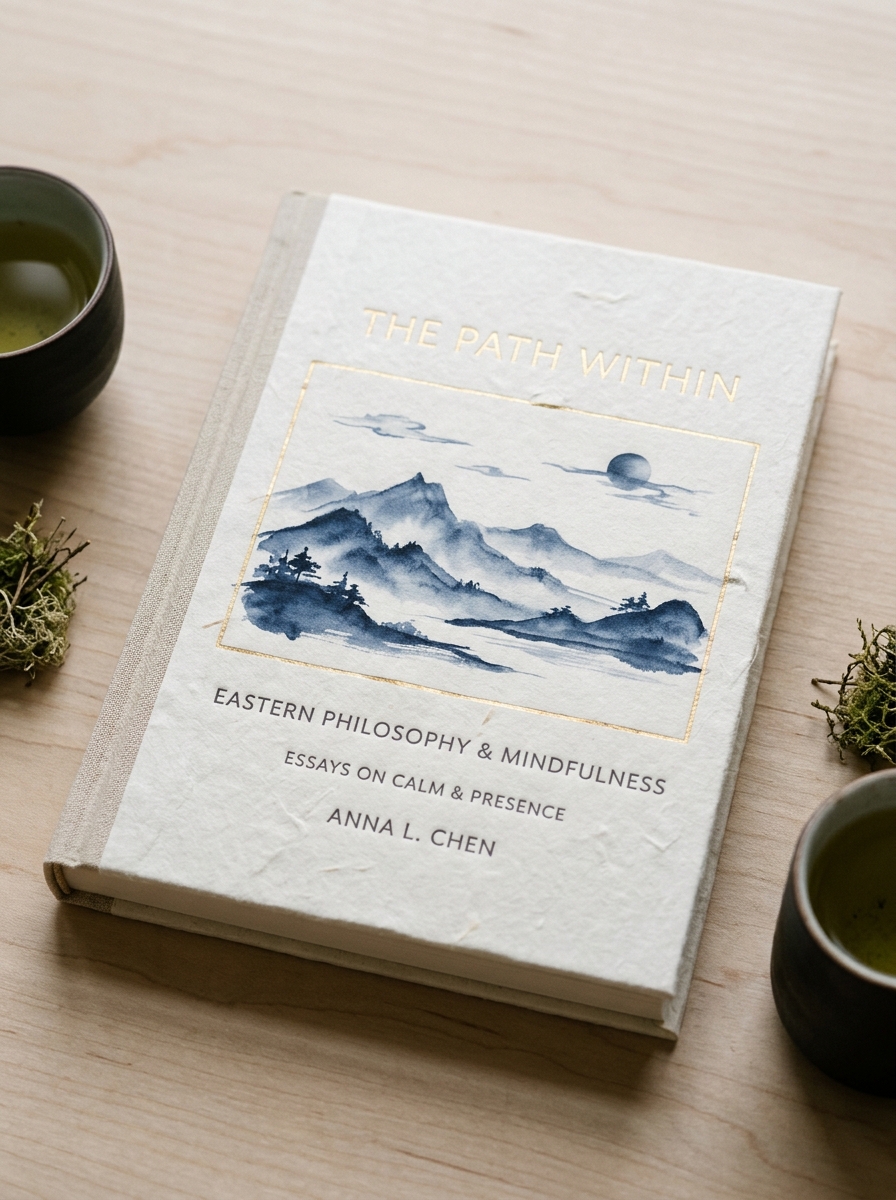 THE PATH WITHIN
EASTERN PHILOSOPHY & MINDFULNESS
ESSAYS ON CALM & PRESENCE
ANNA L. CHEN